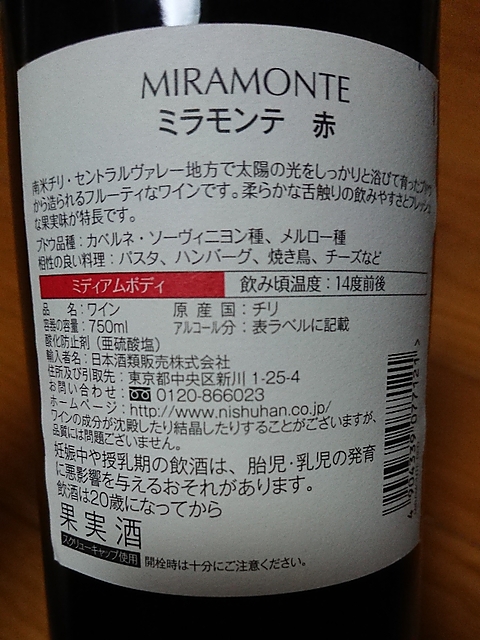 MIRAMONTE
ミラモンテ 赤
南米チリ・セントラルヴァレー地方で太陽の光をしっかりと浴びて育ったブドウ
から造られるフルーティなワインです。柔らかな舌触りの飲みやすさとフレッシュ
な果実味が特長です。
ブドウ品種：カベルネ・ソーヴィニヨン種、メルロー種
相性の良い料理：パスタ、ハンバーグ、焼き鳥、チーズなど
ミディアムボディ 飲み頃温度：14度前後
品 名：ワイン 原産国：チリ
容器の容量：750ml アルコール分：表ラベルに記載
酸化防止剤（亜硫酸塩）
輸入者名：日本酒類販売株式会社
住所及び引取先：東京都中央区新川 1-25-4
お問い合わせ：0120-866023
ホームページ：http://www.nishuhan.co.jp/
ワインの成分が沈殿したり結晶したりすることがございますが、
品質には問題ございません。
妊娠中や授乳期の飲酒は、胎児・乳児の発育
に悪影響を与えるおそれがあります。
飲酒は20歳になってから
果実酒
スクリューキャップ使用 開栓時は十分にご注意ください。